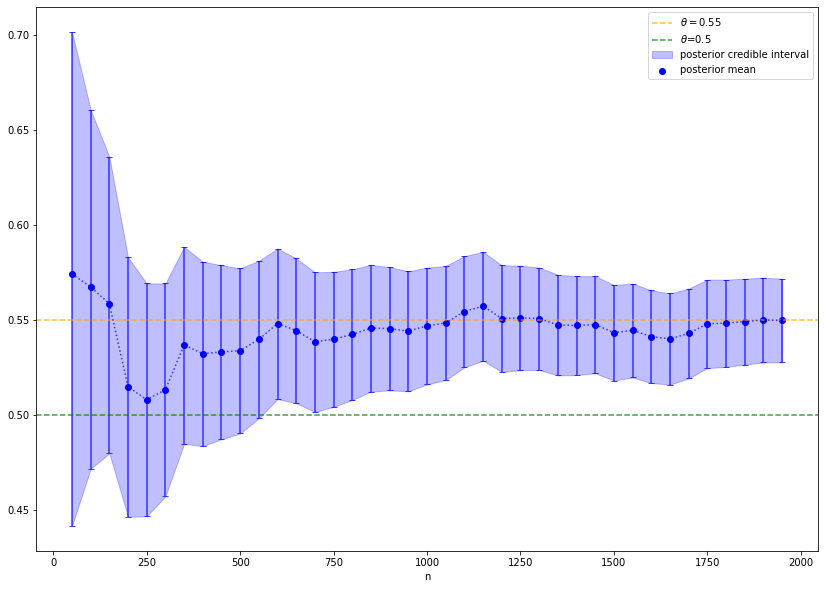 θ = 0.55
θ=0.5
posterior credible interval
posterior mean
0.70
0.65
0.60
0.55
0.50
0.45
0 250 500 750 1000 1250 1500 1750 2000
n